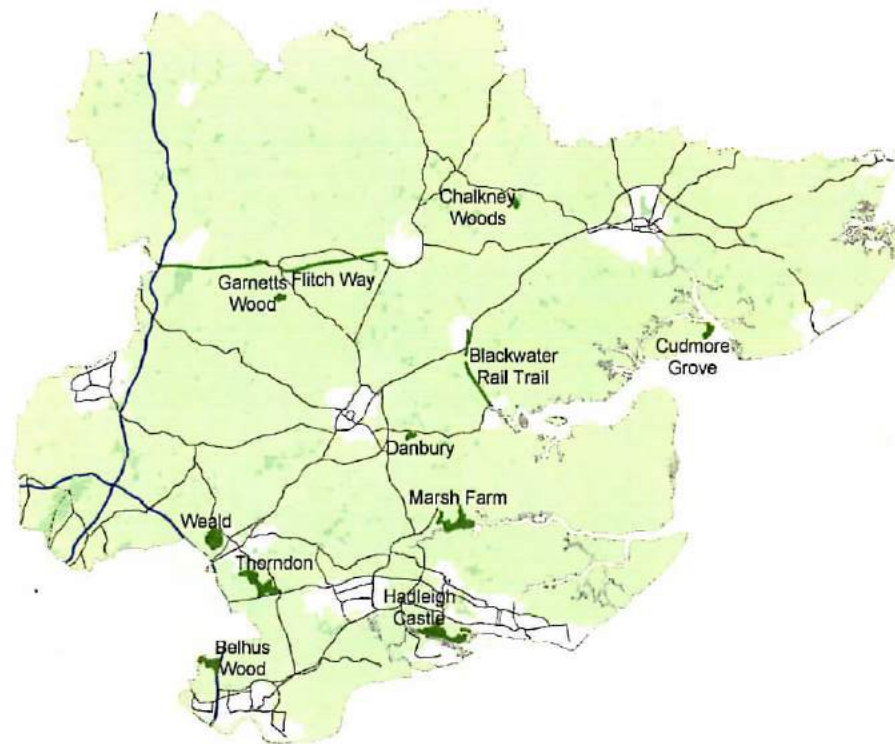 Chalkney
Woods
Garnetts
Wood
Flitch Way
Cudmore
Grove
Blackwater
Rail Trail
Danbury
Marsh Farm
Weald
Thorndon
Hadleigh
Castle
Belhus
Wood